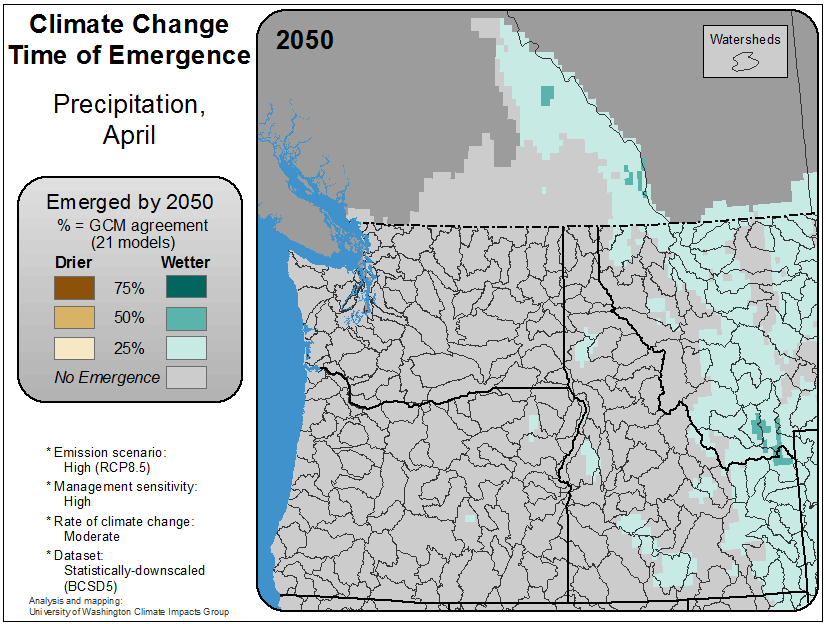 Climate Change
Time of Emergence
Precipitation,
April
Emerged by 2050
% = GCM agreement
(21 models)
Drier Wetter
75%
50%
25%
No Emergence
* Emission scenario:
High (RCP8.5)
* Management sensitivity:
High
* Rate of climate change:
Moderate
* Dataset:
Statistically-downscaled
(BCSD5)
Analysis and mapping:
University of Washington Climate Impacts Group
2050
Watersheds